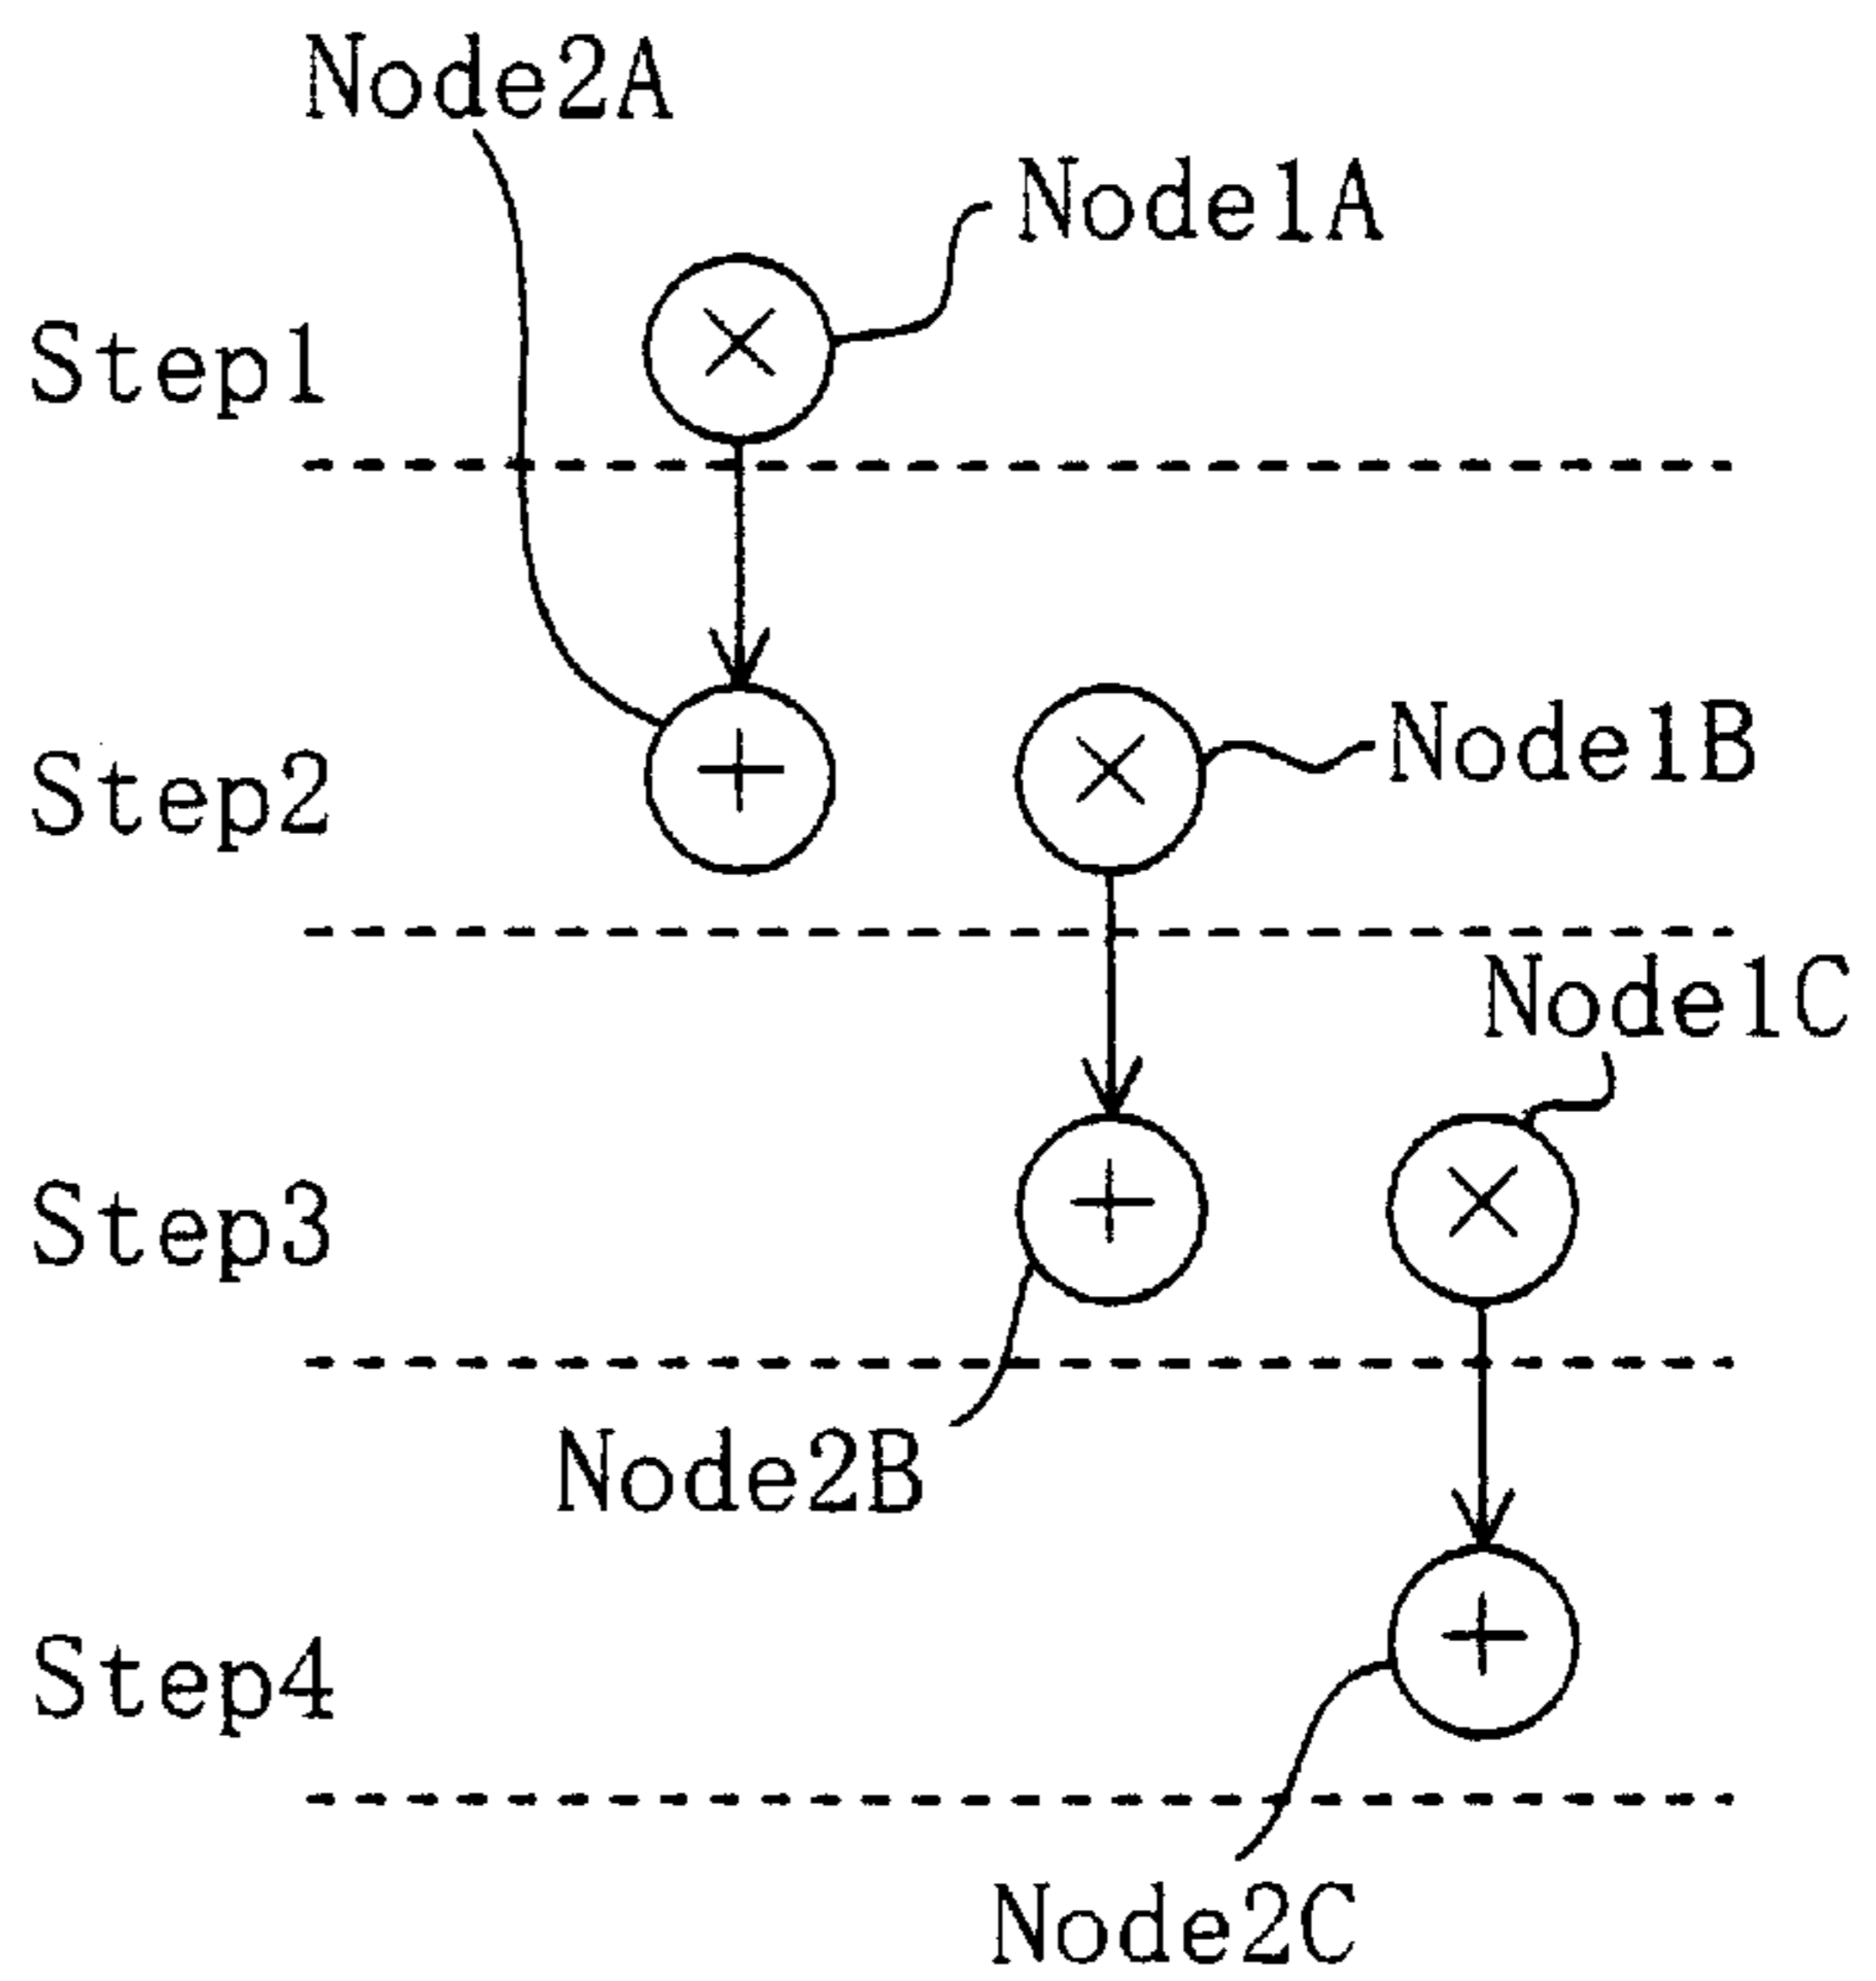 Node2A
Node1A
Step1
×
Step2
+
×
Node1B
Node1C
Step3
+
×
Node2B
Step4
+
Node2C